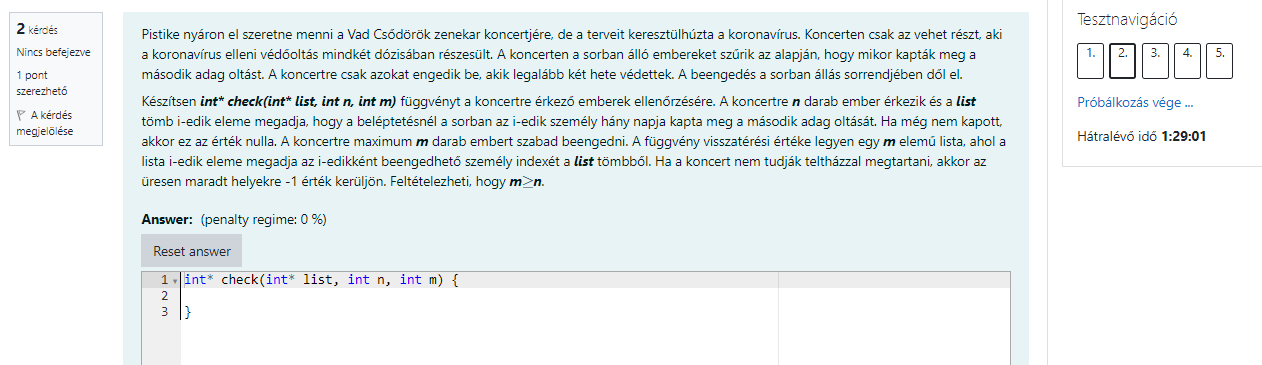 2 kérdés
Nincs befejezve
1 pont
szerezhető
A kérdés
megjelölése
Pistike nyáron el szeretne menni a Vad Csődörök zenekar koncertjére, de a terveit keresztülhúzta a koronavírus. Koncerten csak az vehet részt, aki
a koronavírus elleni védőoltás mindkét dózisában részesült. A koncerten a sorban álló embereket szűrik az alapján, hogy mikor kapták meg a
második adag oltást. A koncertre csak azokat engedik be, akik legalább két hete védettek. A beengedés a sorban állás sorrendjében dől el.
Készítsen int* check(int* list, int n, int m) függvényt a koncertre érkező emberek ellenőrzésére. A koncertre n darab ember érkezik és a list
tömb i-edik eleme megadja, hogy a beléptetésnél a sorban az i-edik személy hány napja kapta meg a második adag oltását. Ha még nem kapott,
akkor ez az érték nulla. A koncertre maximum m darab embert szabad beengedni. A függvény visszatérési értéke legyen egy m elemű lista, ahol a
lista i-edik eleme megadja az i-edikként beengedhető személy indexét a list tömbből. Ha a koncert nem tudják teltházzal megtartani, akkor az
üresen maradt helyekre -1 érték kerüljön. Feltételezheti, hogy m≥n.
Answer: (penalty regime: 0 %)
Reset answer
1 int* check(int* list, int n, int m) {
2
3 }
Tesztnavigáció
1. 2. 3. 4. 5.
Próbálkozás vége ...
Hátralévő idő 1:29:01